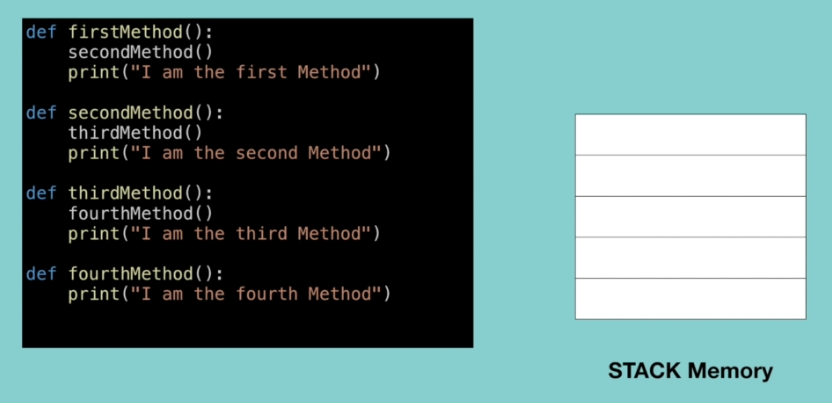 def firstMethod():
    secondMethod()
    print("I am the first Method")
def secondMethod():
    thirdMethod()
    print("I am the second Method")
def thirdMethod():
    fourthMethod()
    print("I am the third Method")
def fourthMethod():
    print("I am the fourth Method")
STACK Memory